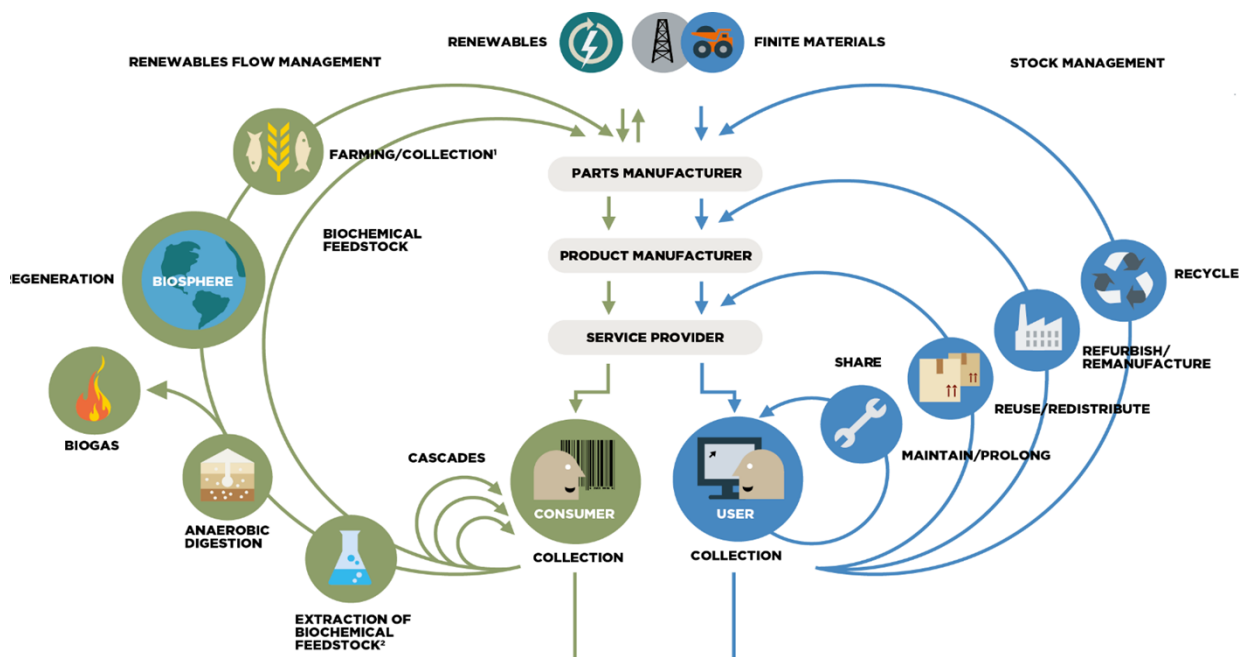 RENEWABLES
FINITE MATERIALS
RENEWABLES FLOW MANAGEMENT
STOCK MANAGEMENT
FARMING/COLLECTION¹
PARTS MANUFACTURER
BIOCHEMICAL
FEEDSTOCK
PRODUCT MANUFACTURER
EGENERATION
BIOSPHERE
RECYCLE
SERVICE PROVIDER
SHARE
REFURBISH/
REMANUFACTURE
REUSE/REDISTRIBUTE
BIOGAS
CASCADES
MAINTAIN/PROLONG
CONSUMER
USER
ANAEROBIC
DIGESTION
COLLECTION
COLLECTION
EXTRACTION OF
BIOCHEMICAL
FEEDSTOCK²